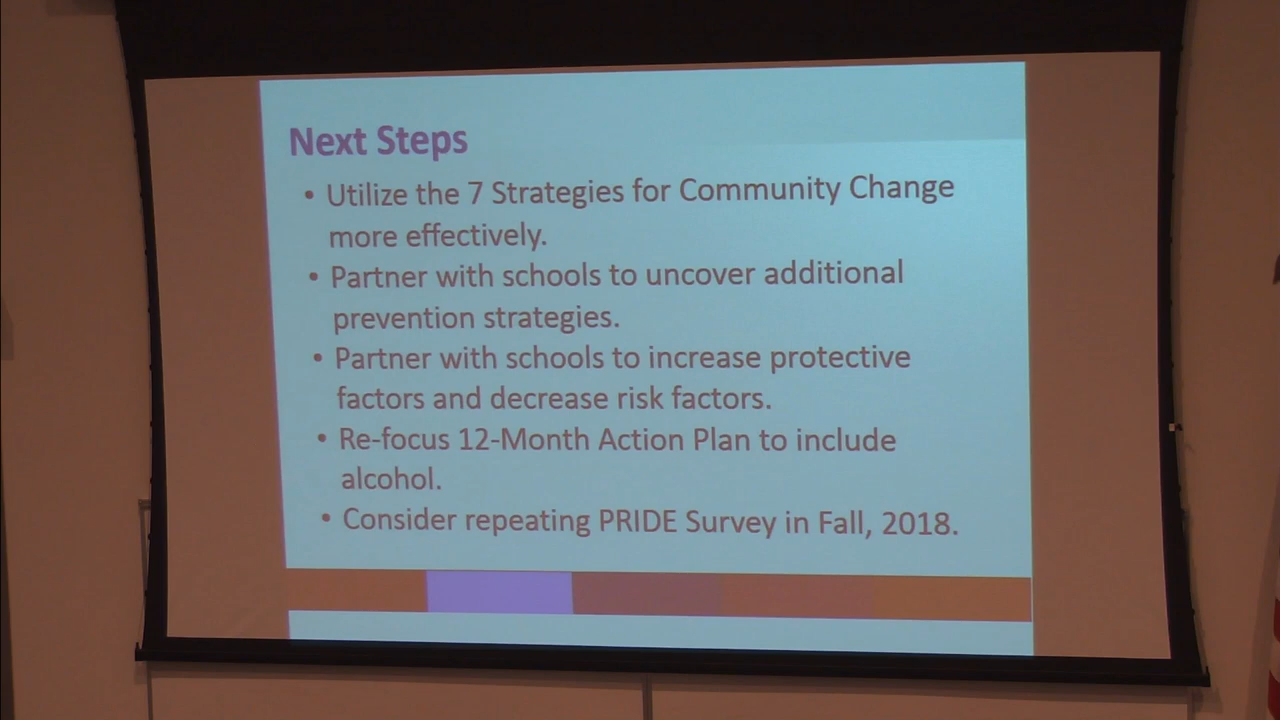 Next Steps
• Utilize the 7 Strategies for Community Change
more effectively.
• Partner with schools to uncover additional
prevention strategies.
• Partner with schools to increase protective
factors and decrease risk factors.
• Re-focus 12-Month Action Plan to include
alcohol.
• Consider repeating PRIDE Survey in Fall, 2018.